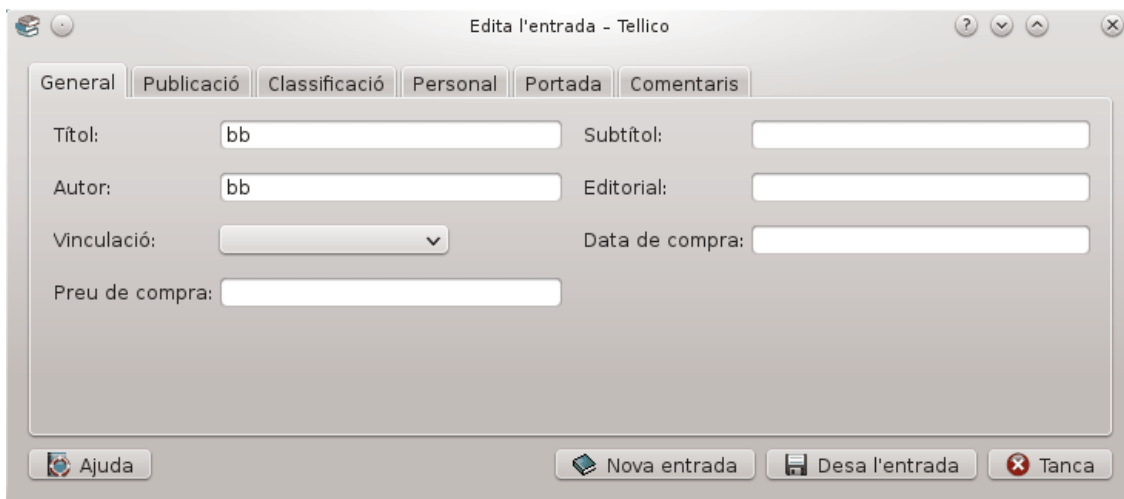 Edita l'entrada – Tellico
General Publicació Classificació Personal Portada Comentaris
Títol: bb Subtítol:
Autor: bb Editorial:
Vinculació: Data de compra:
Preu de compra:
Ajuda Nova entrada Desa l'entrada Tanca